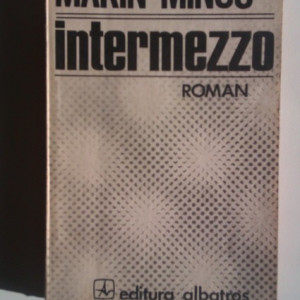 MARIN MINCU
intermezzo
ROMAN
editura albatros